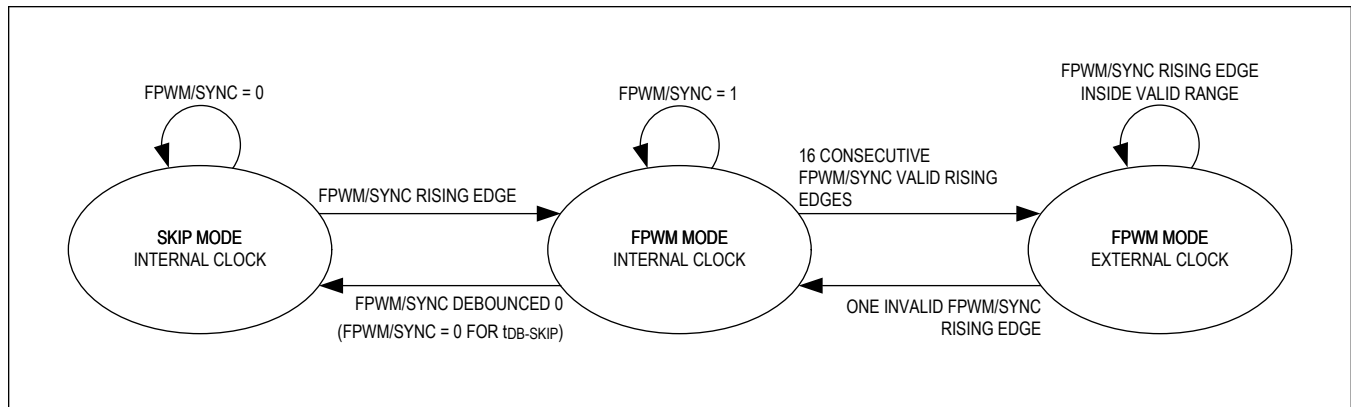 FPWM/SYNC = 0
FPWM/SYNC = 1
FPWM/SYNC RISING EDGE
INSIDE VALID RANGE
SKIP MODE
INTERNAL CLOCK
FPWM/SYNC RISING EDGE
FPWM/SYNC DEBOUNCED 0
(FPWM/SYNC = 0 FOR tDB-SKIP)
FPWM MODE
INTERNAL CLOCK
16 CONSECUTIVE
FPWM/SYNC VALID RISING
EDGES
ONE INVALID FPWM/SYNC
RISING EDGE
FPWM MODE
EXTERNAL CLOCK